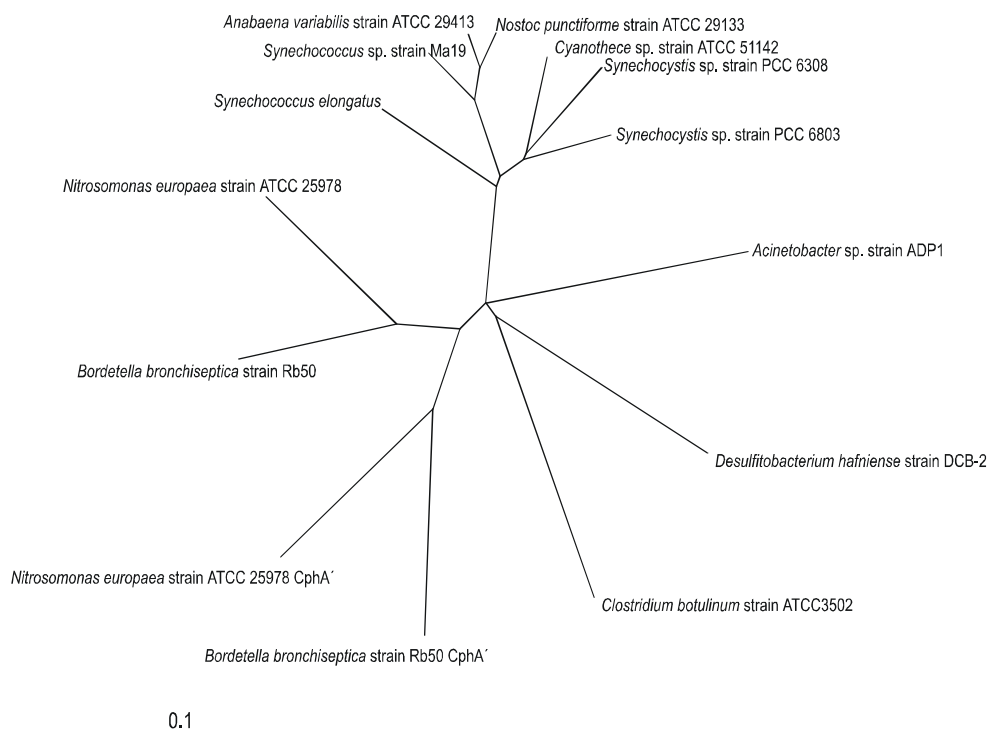 Anabaena variabilis strain ATCC 29413
Nostoc punctiforme strain ATCC 29133
Synechococcus sp. strain Ma19
Cyanothece sp. strain ATCC 51142
Synechocystis sp. strain PCC 6308
Synechococcus elongatus
Synechocystis sp. strain PCC 6803
Nitrosomonas europaea strain ATCC 25978
Acinetobacter sp. strain ADP1
Bordetella bronchiseptica strain Rb50
Desulfitobacterium hafniense strain DCB-2
Nitrosomonas europaea strain ATCC 25978 CphA´
Clostridium botulinum strain ATCC3502
Bordetella bronchiseptica strain Rb50 CphA´
0.1